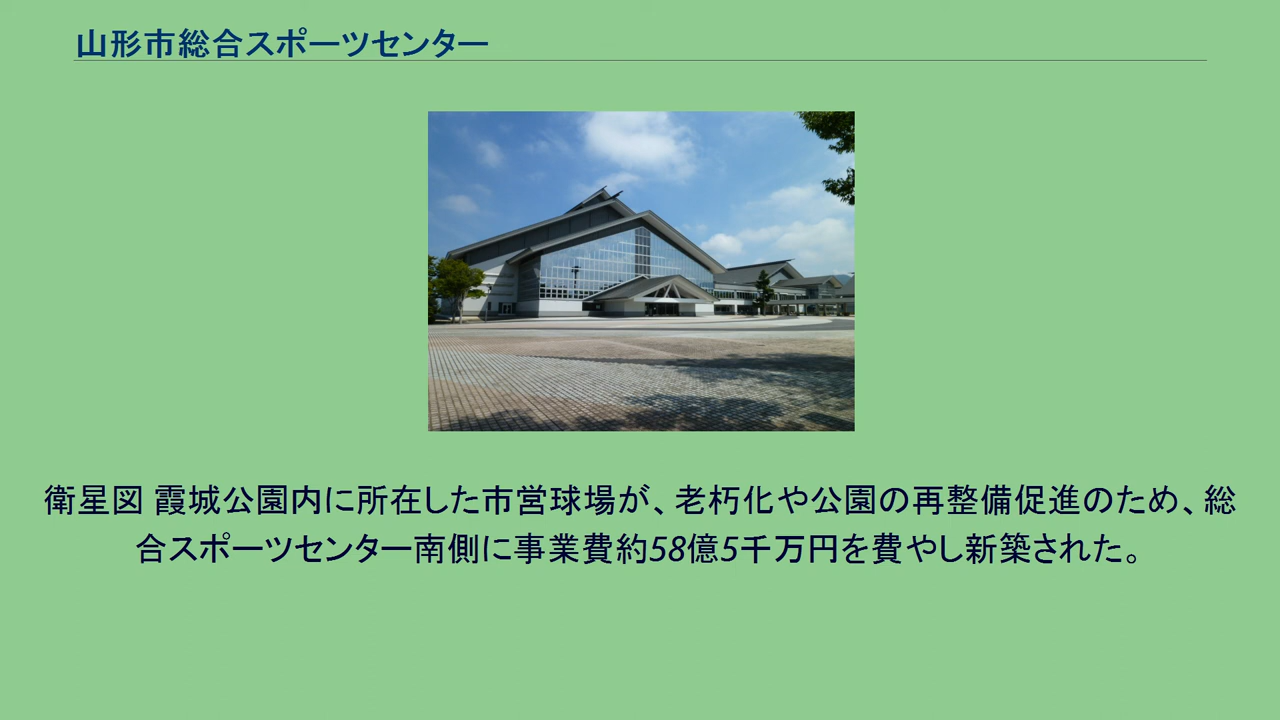 山形市総合スポーツセンター
衛星図 霞城公園内に所在した市営球場が、老朽化や公園の再整備促進のため、総
合スポーツセンター南側に事業費約58億5千万円を費やし新築された。